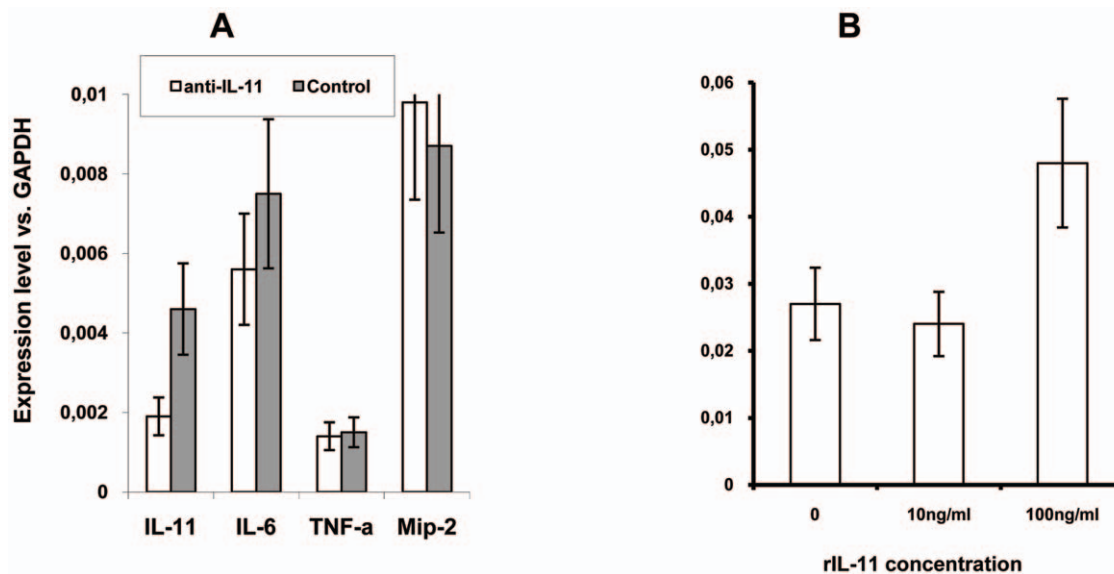 A
anti-IL-11 Control
0,01
0,008
0,006
0,004
0,002
0
Expression level vs. GAPDH
IL-11 IL-6 TNF-a Mip-2
B
0,06
0,05
0,04
0,03
0,02
0,01
0
0 10ng/ml 100ng/ml
rIL-11 concentration